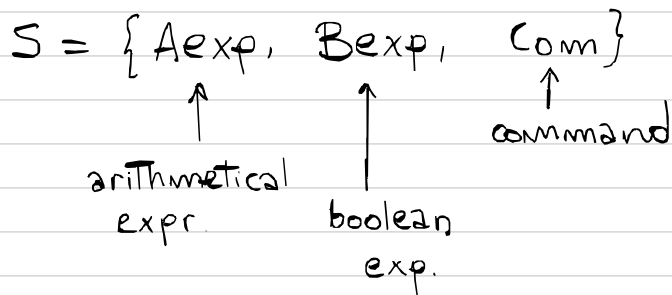 S = { Aexp, Bexp, Com }
command
arithmetical
expr.
boolean
exp.